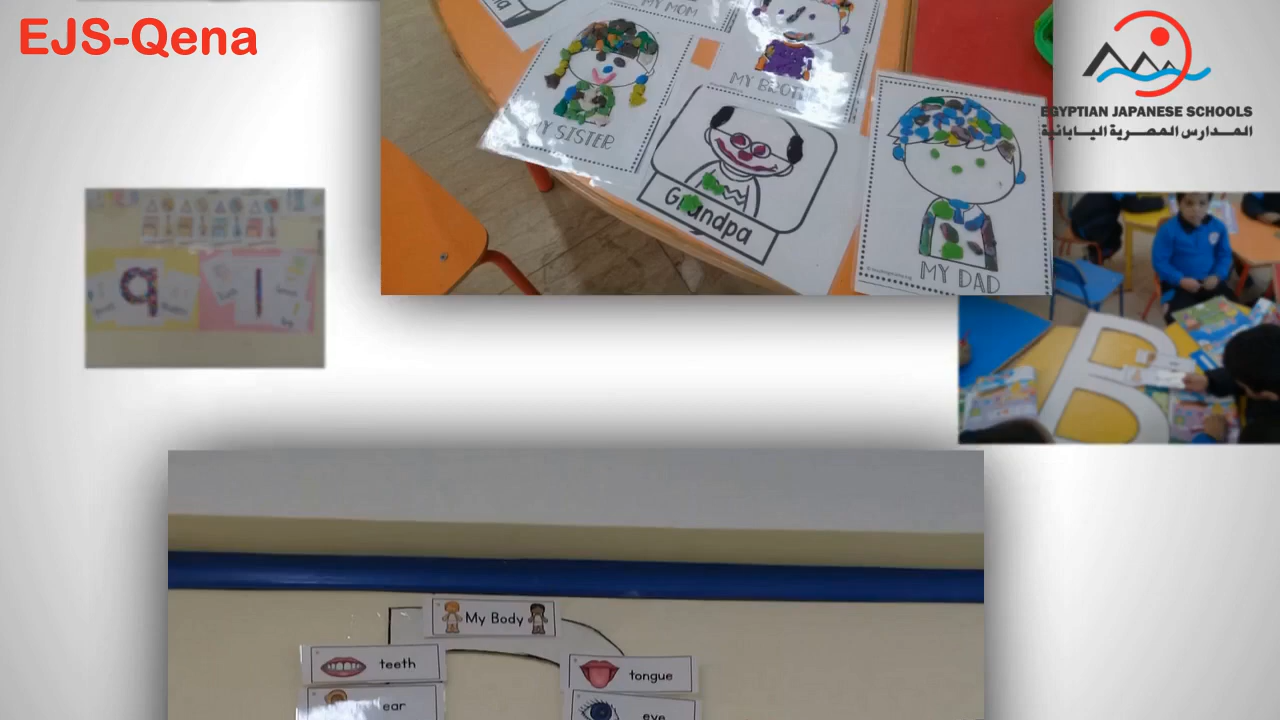 EJS-Qena
EGYPTIAN JAPANESE SCHOOLS
المدارس المصرية اليابانية
MY MOM
MY SISTER
Grandpa
MY DAD
q
l
B
My Body
teeth
tongue
ear
eye